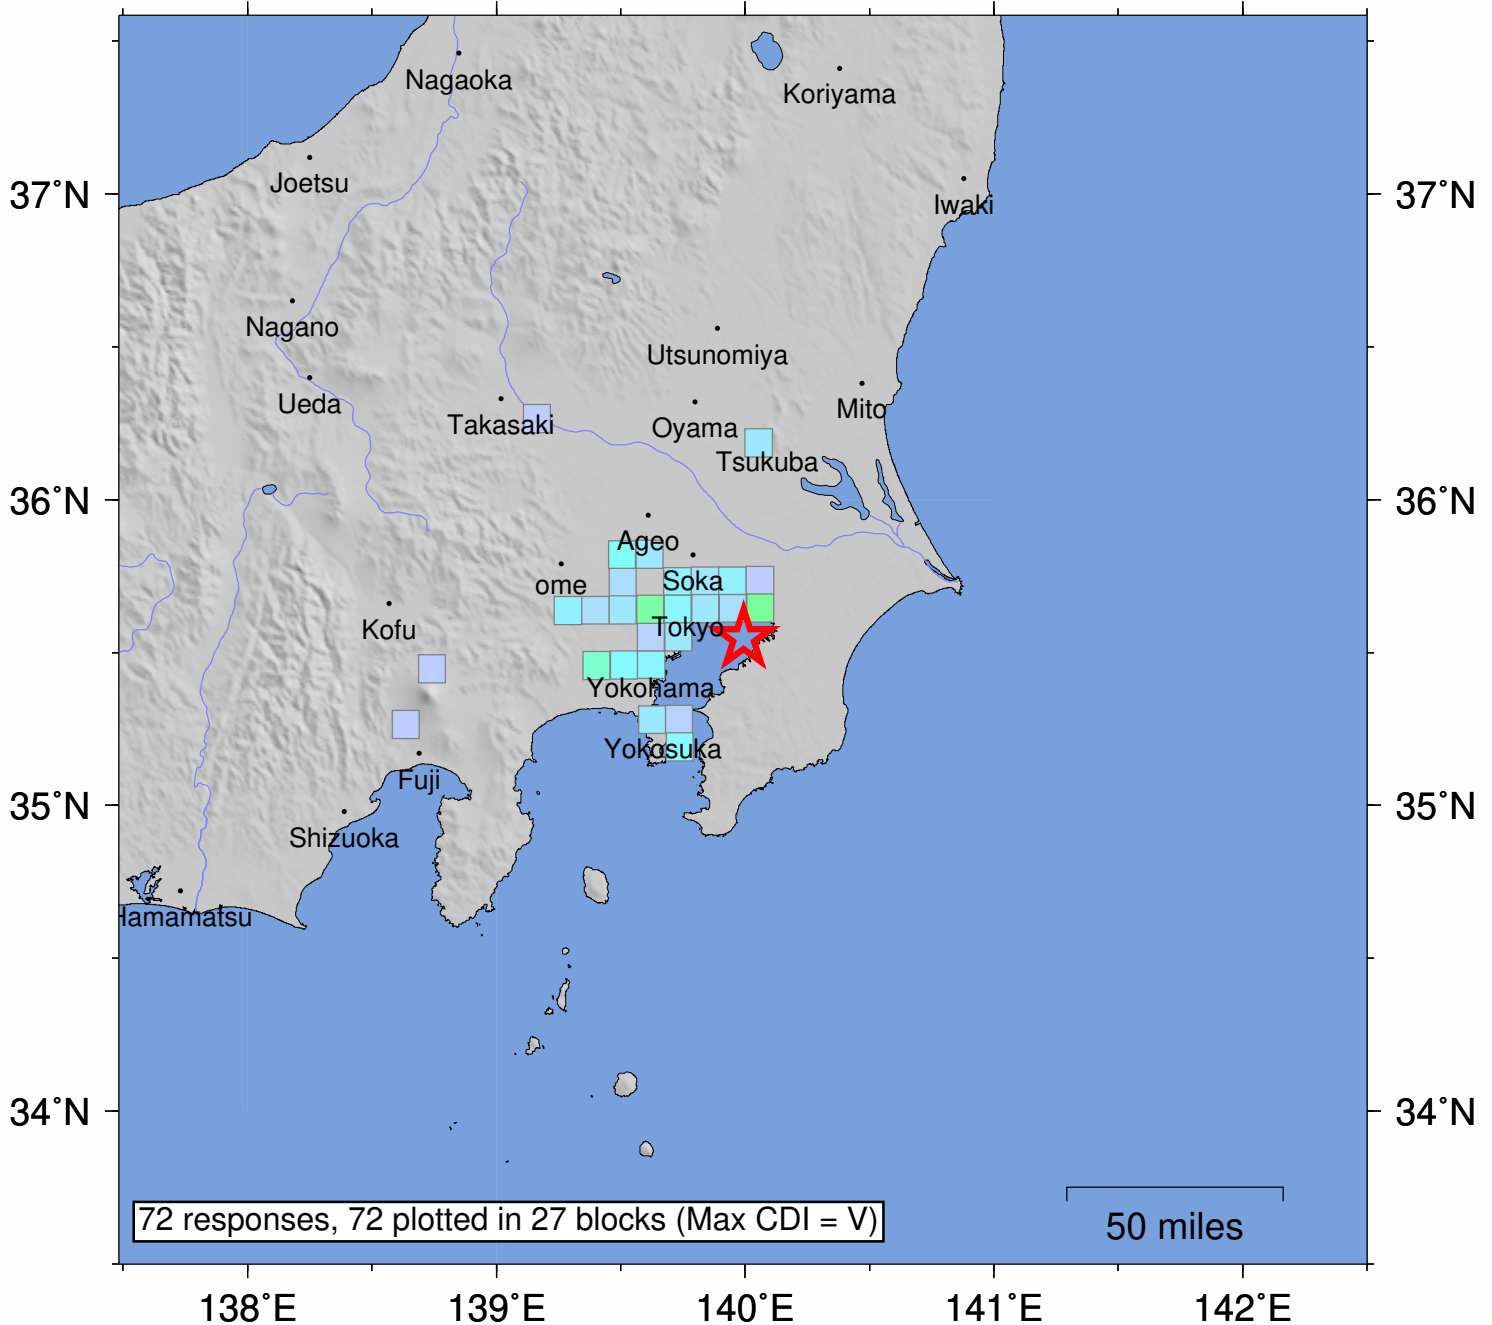 Nagaoka
Koriyama
Joetsu
37˚N
37˚N
Iwaki
Nagano
Utsunomiya
Ueda
Mito
Takasaki
Oyama
Tsukuba
36˚N
36˚N
Ageo
ome
Soka
Kofu
Tokyo
Yokohama
Yokosuka
Fuji
35˚N
35˚N
Shizuoka
Hamamatsu
34˚N
34˚N
72 responses, 72 plotted in 27 blocks (Max CDI = V)
50 miles
138˚E
139˚E
140˚E
141˚E
142˚E